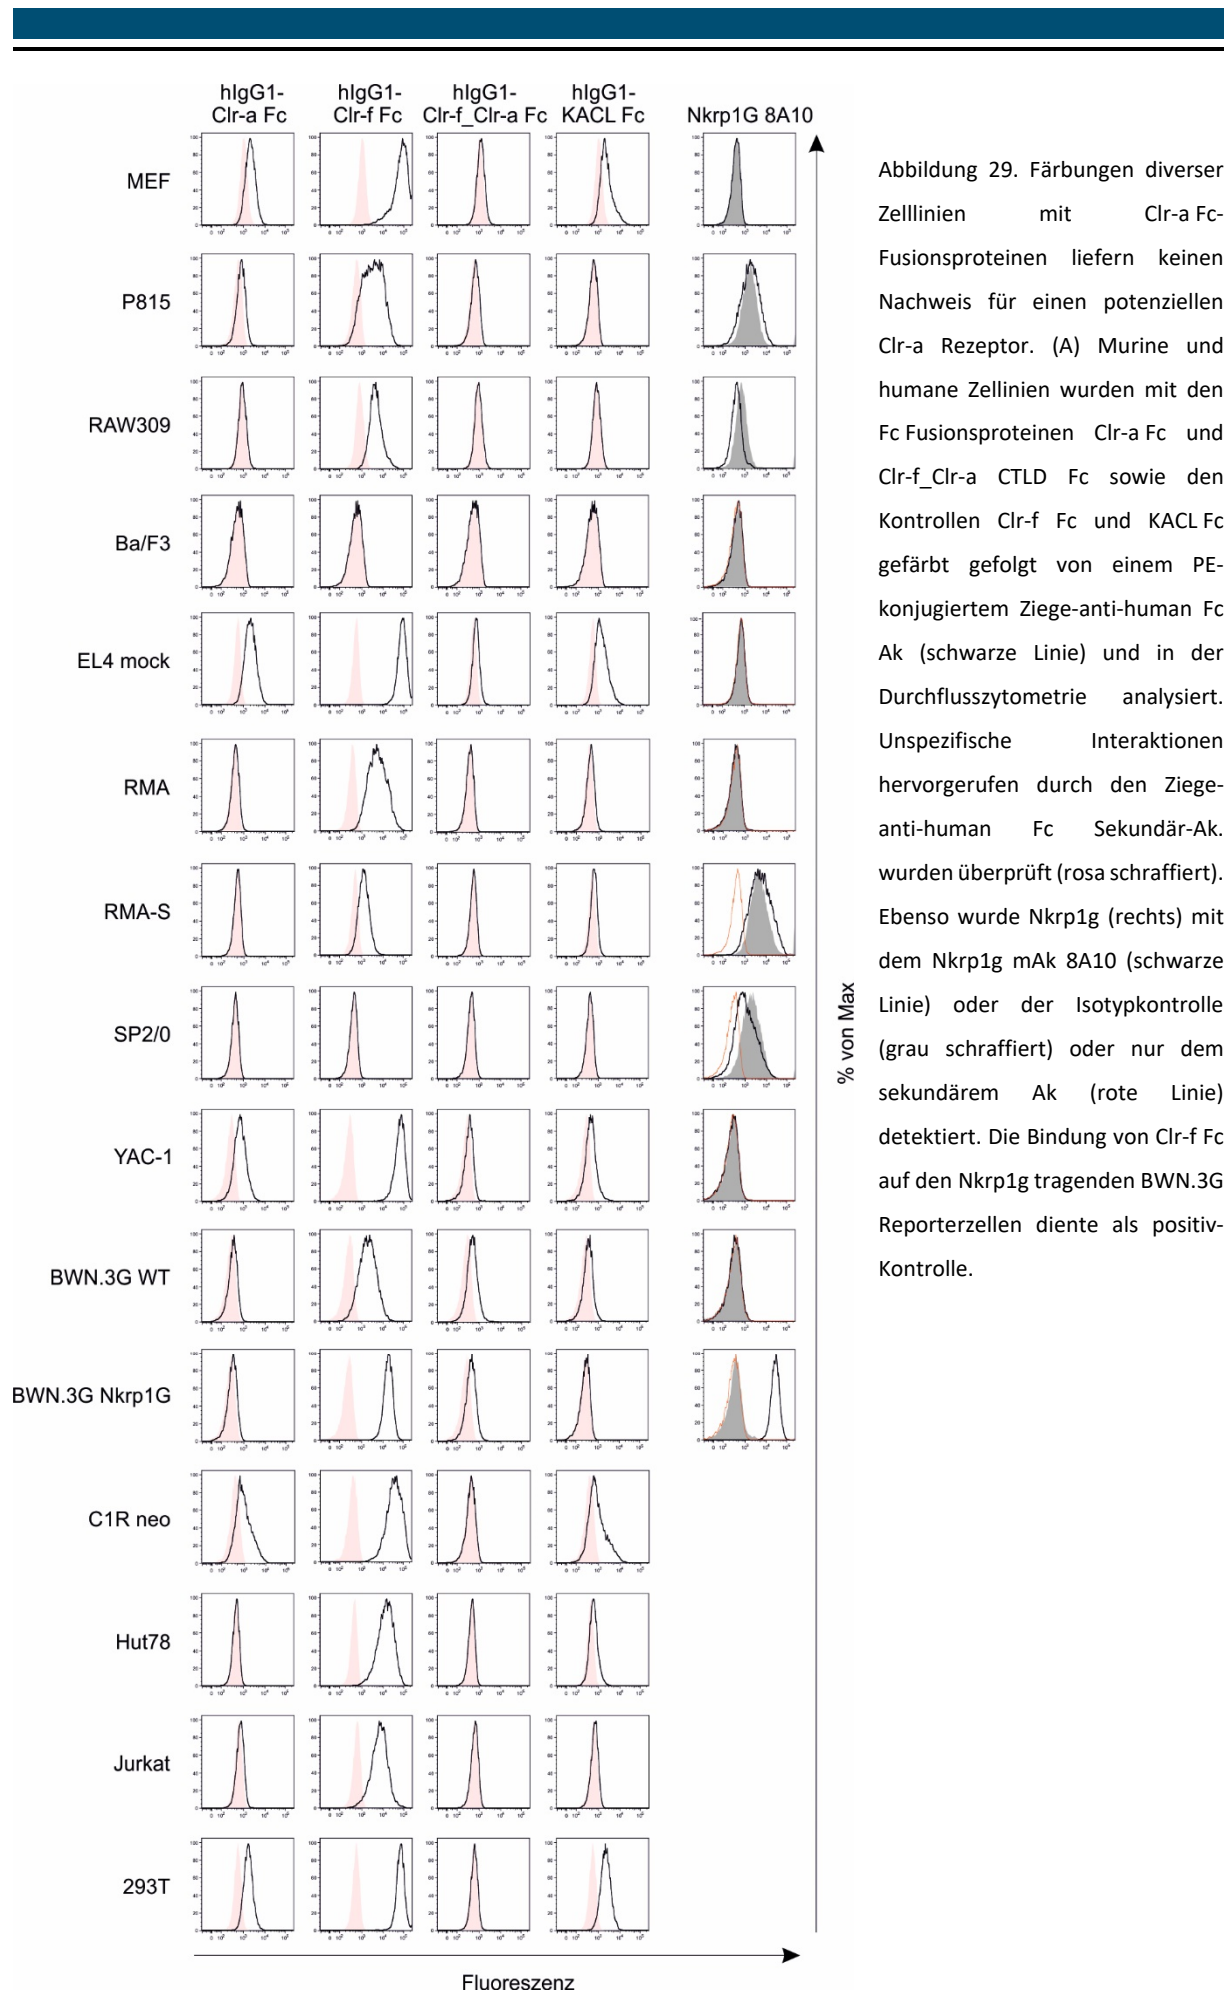 hIgG1-
Clr-a Fc
hIgG1-
Clr-f Fc
hIgG1-
Clr-f_Clr-a Fc
hIgG1-
KACL Fc
Nkrp1G 8A10
MEF
P815
RAW309
Ba/F3
EL4 mock
RMA
RMA-S
SP2/0
YAC-1
BWN.3G WT
BWN.3G Nkrp1G
C1R neo
Hut78
Jurkat
293T
% von Max
Fluoreszenz
Abbildung 29. Färbungen diverser
Zelllinien mit Clr-a Fc-
Fusionsproteinen liefern keinen
Nachweis für einen potenziellen
Clr-a Rezeptor. (A) Murine und
humane Zellinien wurden mit den
Fc Fusionsproteinen Clr-a Fc und
Clr-f_Clr-a CTLD Fc sowie den
Kontrollen Clr-f Fc und KACL Fc
gefärbt gefolgt von einem PE-
konjugiertem Ziege-anti-human Fc
Ak (schwarze Linie) und in der
Durchflusszytometrie analysiert.
Unspezifische Interaktionen
hervorgerufen durch den Ziege-
anti-human Fc Sekundär-Ak.
wurden überprüft (rosa schraffiert).
Ebenso wurde Nkrp1g (rechts) mit
dem Nkrp1g mAk 8A10 (schwarze
Linie) oder der Isotypkontrolle
(grau schraffiert) oder nur dem
sekundärem Ak (rote Linie)
detektiert. Die Bindung von Clr-f Fc
auf den Nkrp1g tragenden BWN.3G
Reporterzellen diente als positiv-
Kontrolle.